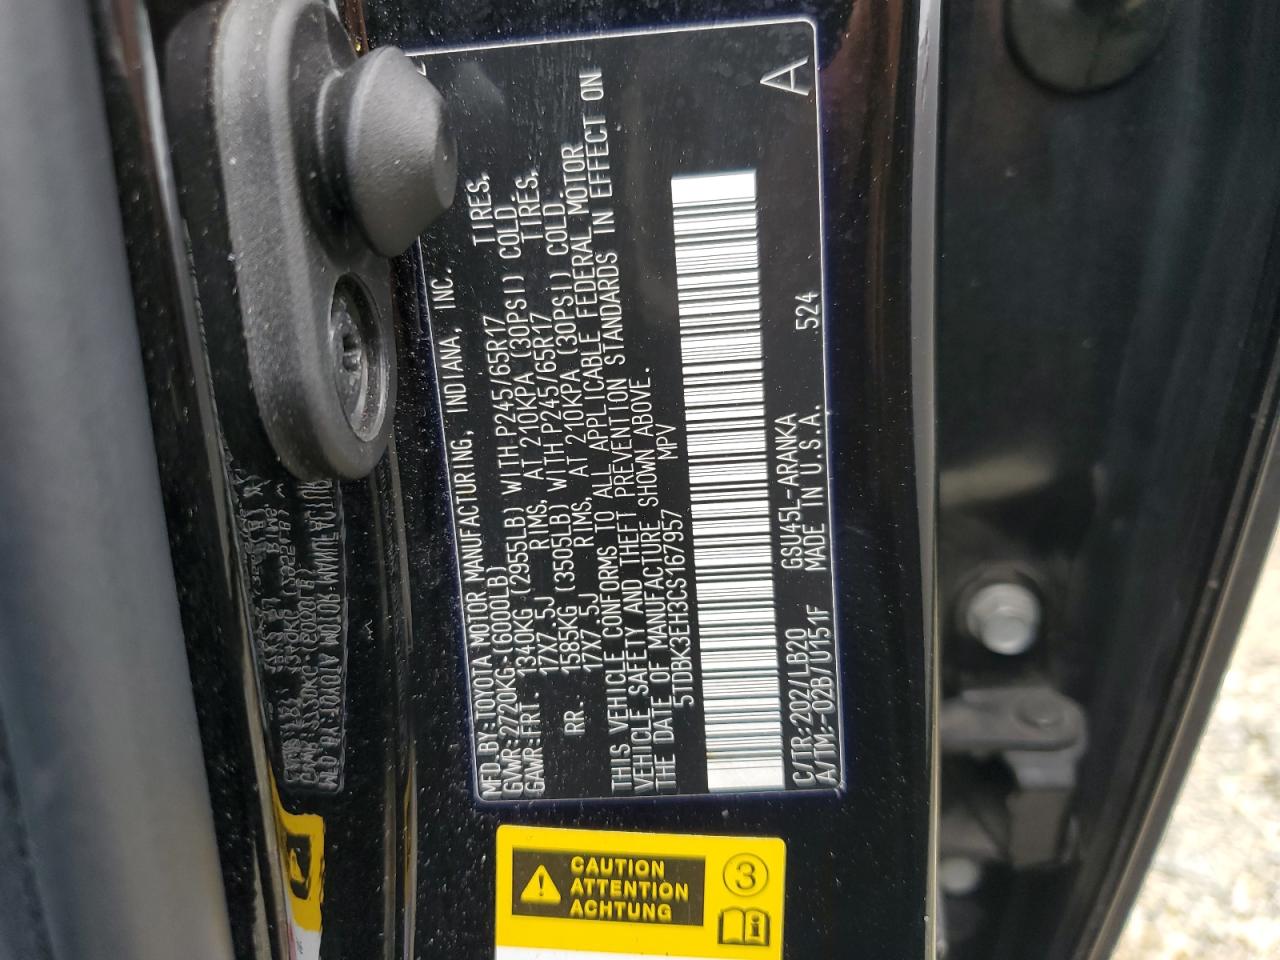 MFD.BY:TOYOTA MOTOR MANUFACTURING, INDIANA, INC.
GVWR:2720KG(6000LB)
GAWR:FRT. 1340KG (2955LB) WITH P245/65R17 TIRES,
17X7.5J RIMS, AT 210KPA (30PSI) COLD.
RR. 1585KG (3505LB) WITH P245/65R17 TIRES,
17X7.5J RIMS, AT 210KPA (30PSI) COLD.
THIS VEHICLE CONFORMS TO ALL APPLICABLE FEDERAL MOTOR
VEHICLE SAFETY AND THEFT PREVENTION STANDARDS IN EFFECT ON
THE DATE OF MANUFACTURE SHOWN ABOVE.
5TDBK3EH3CS167957 MPV
C/TR:202/LB20 GSU45L-ARANKA
A/TM:-02B7/U151F MADE IN U.S.A. 524
A
CAUTION
ATTENTION
ACHTUNG
3